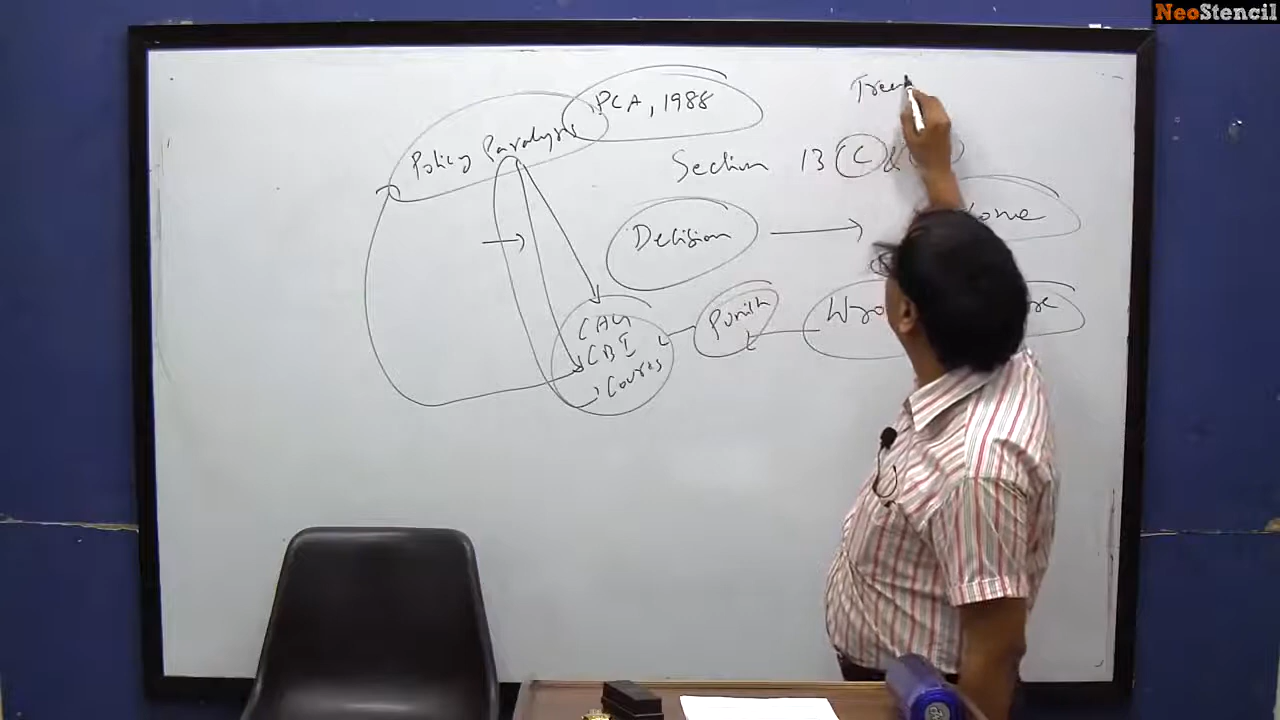 NeoStencil
PCA, 1988
Policy Paralysis
Section 13 (C) &
Decision
CAG
CBI
Courts
Punish